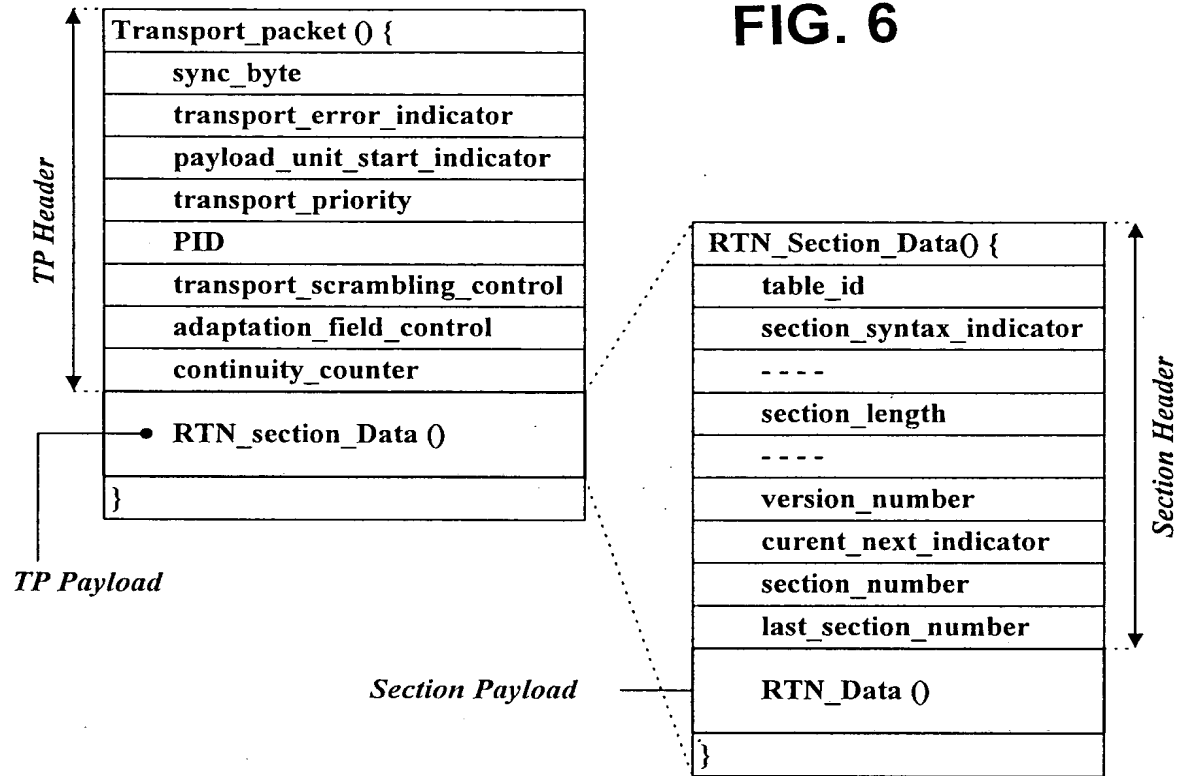 FIG. 6
Transport_packet () {
sync_byte
transport_error_indicator
payload_unit_start_indicator
transport_priority
PID
transport_scrambling_control
adaptation_field_control
continuity_counter
RTN_section_Data ()
}
TP Header
TP Payload
RTN_Section_Data() {
table_id
section_syntax_indicator
- - - -
section_length
- - - -
version_number
curent_next_indicator
section_number
last_section_number
RTN_Data ()
}
Section Header
Section Payload